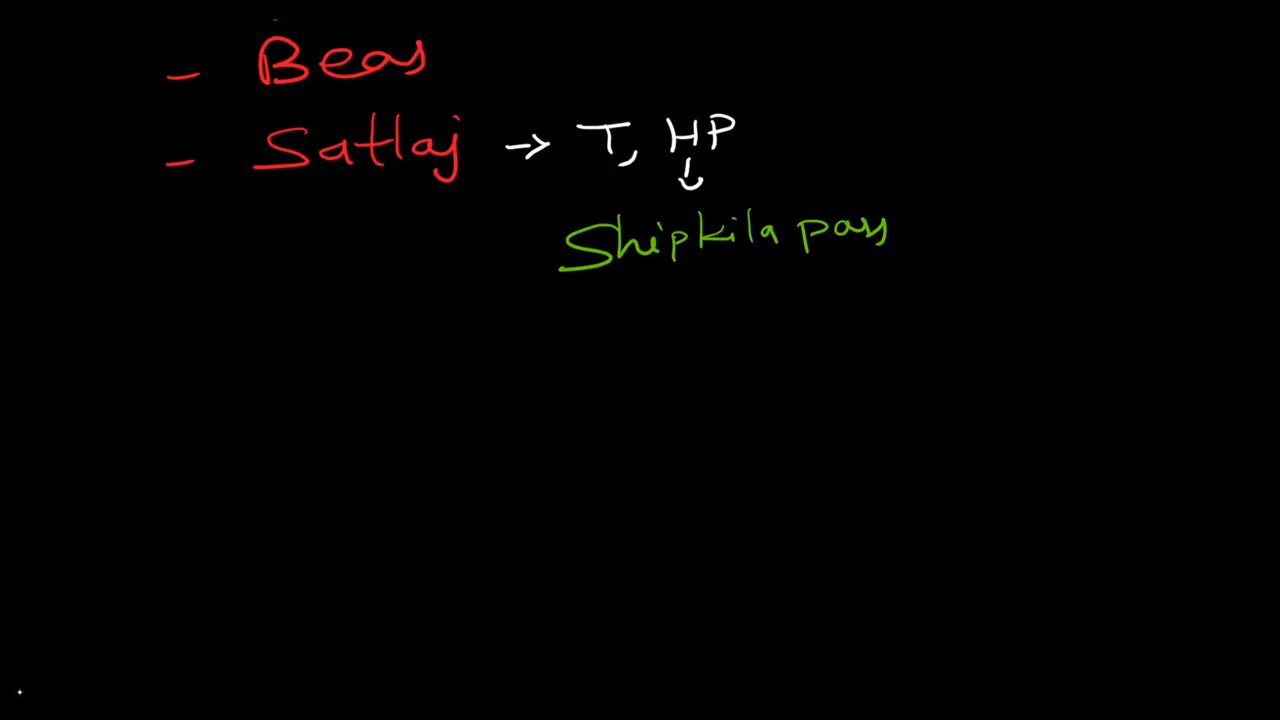 - Beas
- Satlaj → T, HP
↓
Shipkila pass